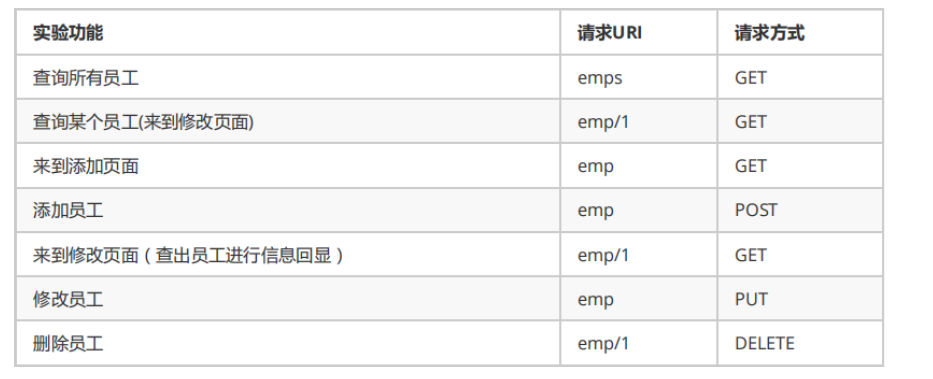 实验功能 请求URI 请求方式
查询所有员工 emps GET
查询某个员工(来到修改页面) emp/1 GET
来到添加页面 emp GET
添加员工 emp POST
来到修改页面（查出员工进行信息回显） emp/1 GET
修改员工 emp PUT
删除员工 emp/1 DELETE